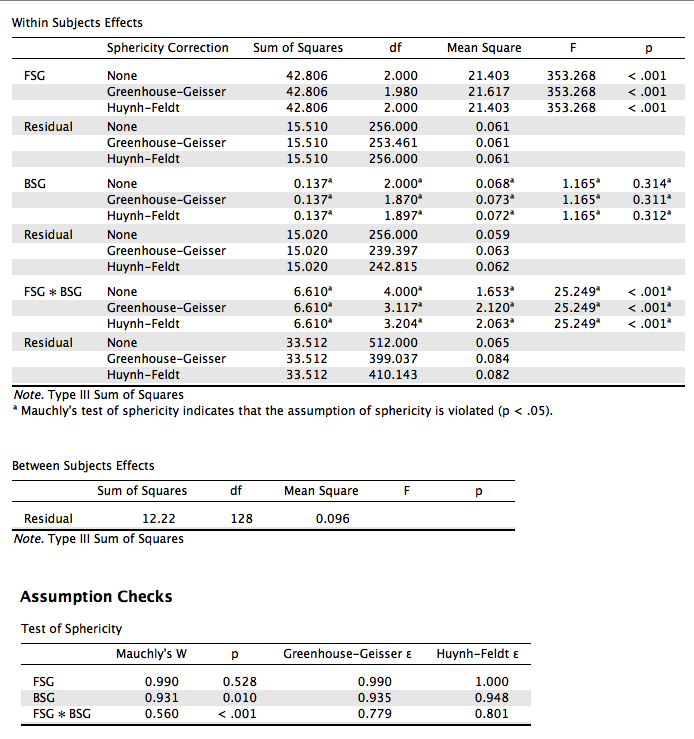 Within Subjects Effects
Sphericity Correction Sum of Squares df Mean Square F p
FSG None 42.806 2.000 21.403 353.268 < .001
Greenhouse-Geisser 42.806 1.980 21.617 353.268 < .001
Huynh-Feldt 42.806 2.000 21.403 353.268 < .001
Residual None 15.510 256.000 0.061
Greenhouse-Geisser 15.510 253.461 0.061
Huynh-Feldt 15.510 256.000 0.061
BSG None 0.137ᵃ 2.000ᵃ 0.068ᵃ 1.165ᵃ 0.314ᵃ
Greenhouse-Geisser 0.137ᵃ 1.870ᵃ 0.073ᵃ 1.165ᵃ 0.311ᵃ
Huynh-Feldt 0.137ᵃ 1.897ᵃ 0.072ᵃ 1.165ᵃ 0.312ᵃ
Residual None 15.020 256.000 0.059
Greenhouse-Geisser 15.020 239.397 0.063
Huynh-Feldt 15.020 242.815 0.062
FSG * BSG None 6.610ᵃ 4.000ᵃ 1.653ᵃ 25.249ᵃ < .001ᵃ
Greenhouse-Geisser 6.610ᵃ 3.117ᵃ 2.120ᵃ 25.249ᵃ < .001ᵃ
Huynh-Feldt 6.610ᵃ 3.204ᵃ 2.063ᵃ 25.249ᵃ < .001ᵃ
Residual None 33.512 512.000 0.065
Greenhouse-Geisser 33.512 399.037 0.084
Huynh-Feldt 33.512 410.143 0.082
Note. Type III Sum of Squares
ᵃ Mauchly's test of sphericity indicates that the assumption of sphericity is violated (p < .05).
Between Subjects Effects
Sum of Squares df Mean Square F p
Residual 12.22 128 0.096
Note. Type III Sum of Squares
Assumption Checks
Test of Sphericity
Mauchly's W p Greenhouse-Geisser ε Huynh-Feldt ε
FSG 0.990 0.528 0.990 1.000
BSG 0.931 0.010 0.935 0.948
FSG * BSG 0.560 < .001 0.779 0.801